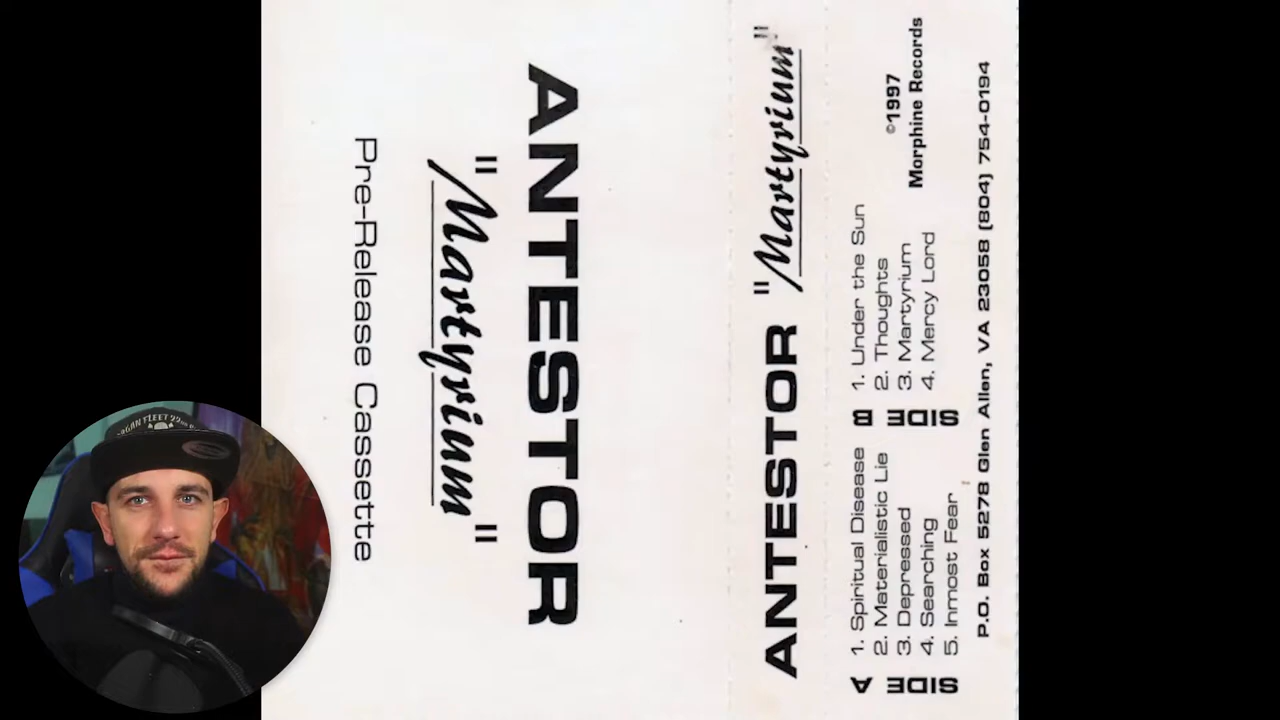 ANTESTOR
"Martyrium"
Pre-Release Cassette
ANTESTOR "Martyrium"
SIDE A
1. Spiritual Disease
2. Materialistic Lie
3. Depressed
4. Searching
5. Inmost Fear
SIDE B
1. Under the Sun
2. Thoughts
3. Martyrium
4. Mercy Lord
©1997
Morphine Records
P.O. Box 5278 Glen Allen, VA 23058 (804) 754-0194